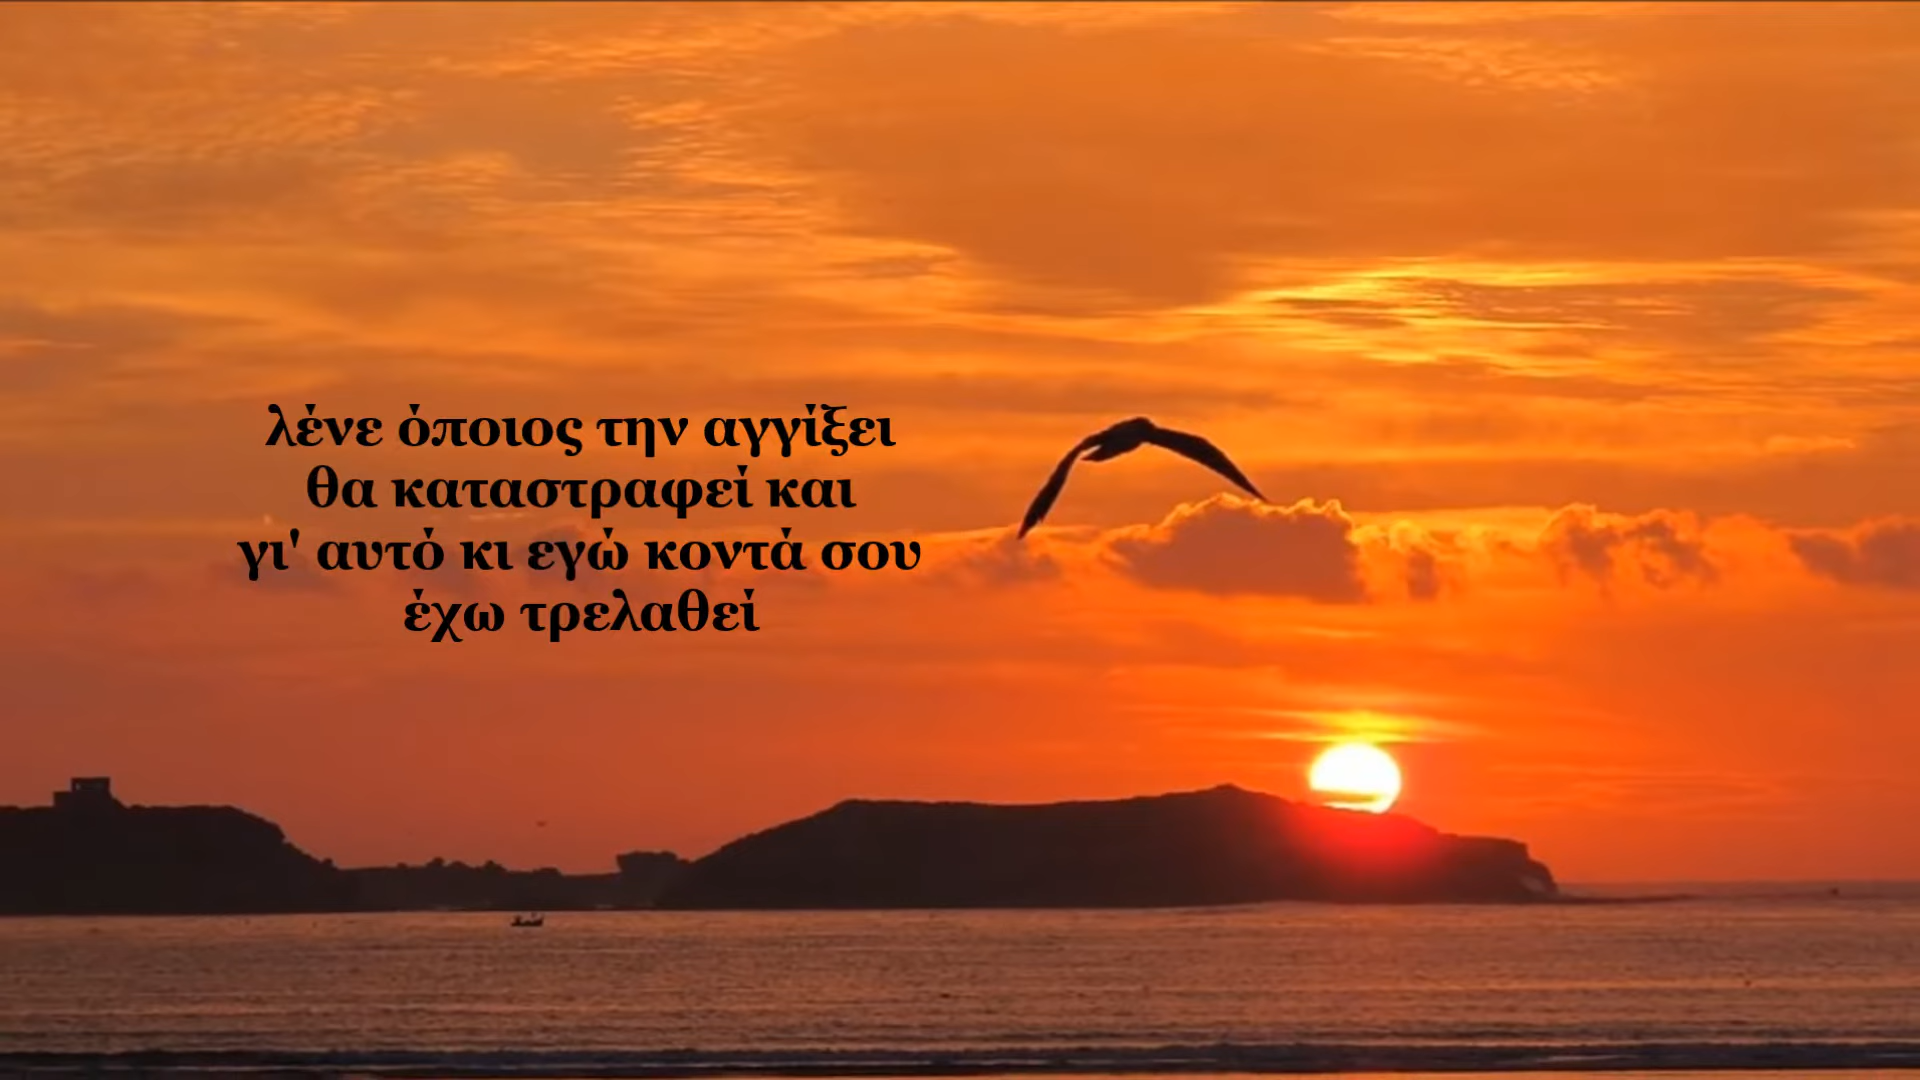 λένε όποιος την αγγίξει
θα καταστραφεί και
γι' αυτό κι εγώ κοντά σου
έχω τρελαθεί